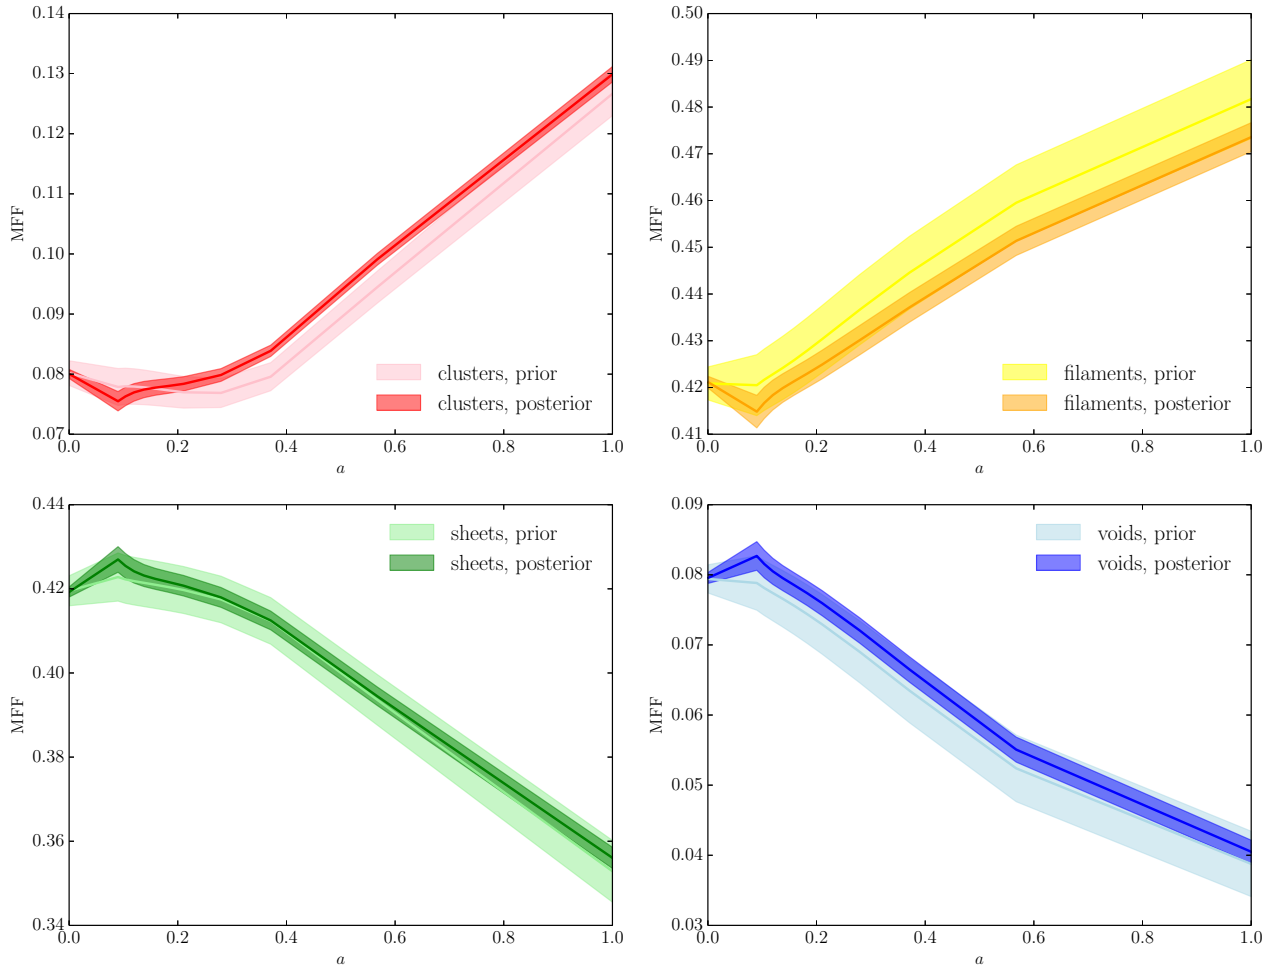 0.14
0.13
0.12
0.11
0.10
0.09
0.08
0.07
MFF
clusters, prior
clusters, posterior
0.0 0.2 0.4 0.6 0.8 1.0
a
0.50
0.49
0.48
0.47
0.46
0.45
0.44
0.43
0.42
0.41
MFF
filaments, prior
filaments, posterior
0.0 0.2 0.4 0.6 0.8 1.0
a
0.44
0.42
0.40
0.38
0.36
0.34
MFF
sheets, prior
sheets, posterior
0.0 0.2 0.4 0.6 0.8 1.0
a
0.09
0.08
0.07
0.06
0.05
0.04
0.03
MFF
voids, prior
voids, posterior
0.0 0.2 0.4 0.6 0.8 1.0
a